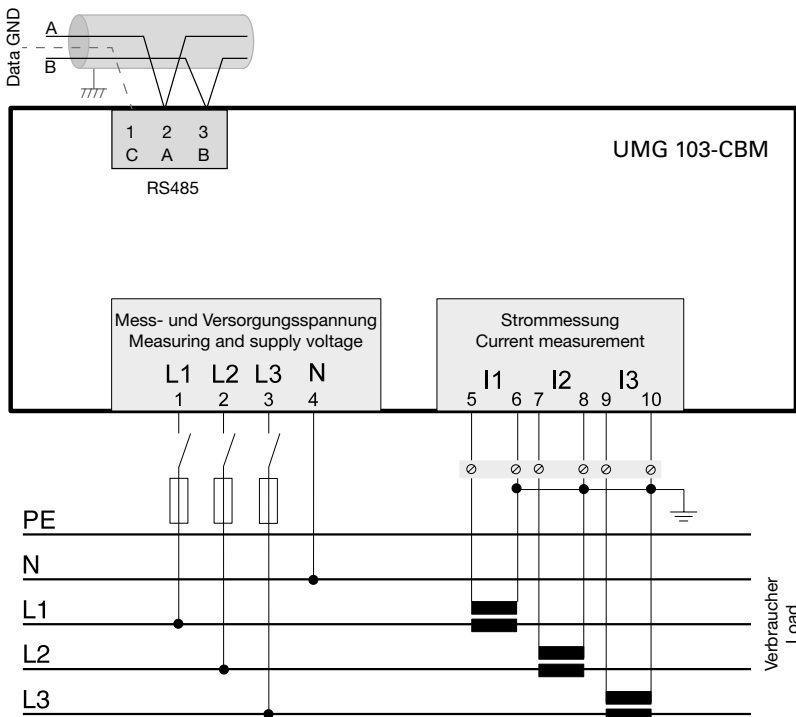 Data GND
A
B
1 2 3
C A B
RS485
UMG 103-CBM
Mess- und Versorgungsspannung
Measuring and supply voltage
L1 L2 L3 N
1 2 3 4
Strommessung
Current measurement
I1 I2 I3
5 6 7 8 9 10
PE
N
L1
L2
L3
Verbraucher
Load